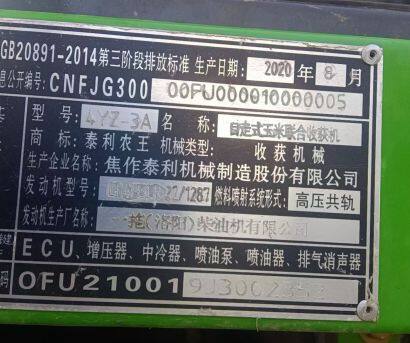 GB20891-2014第三阶段排放标准 生产日期: 2020 年 8 月
息公开编号: CNFJG300 00FU000010000005
型 号: 4YZ-3A 名 称: 自走式玉米联合收获机
商 标: 泰利农王 机械类型: 收获机械
生产企业名称: 焦作泰利机械制造股份有限公司
发动机型号: 22/1287 燃料喷射系统形式: 高压共轨
发动机生产厂名称: 一拖(洛阳)柴油机有限公司
ECU、增压器、中冷器、喷油泵、喷油器、排气消声器
码 OFU21001